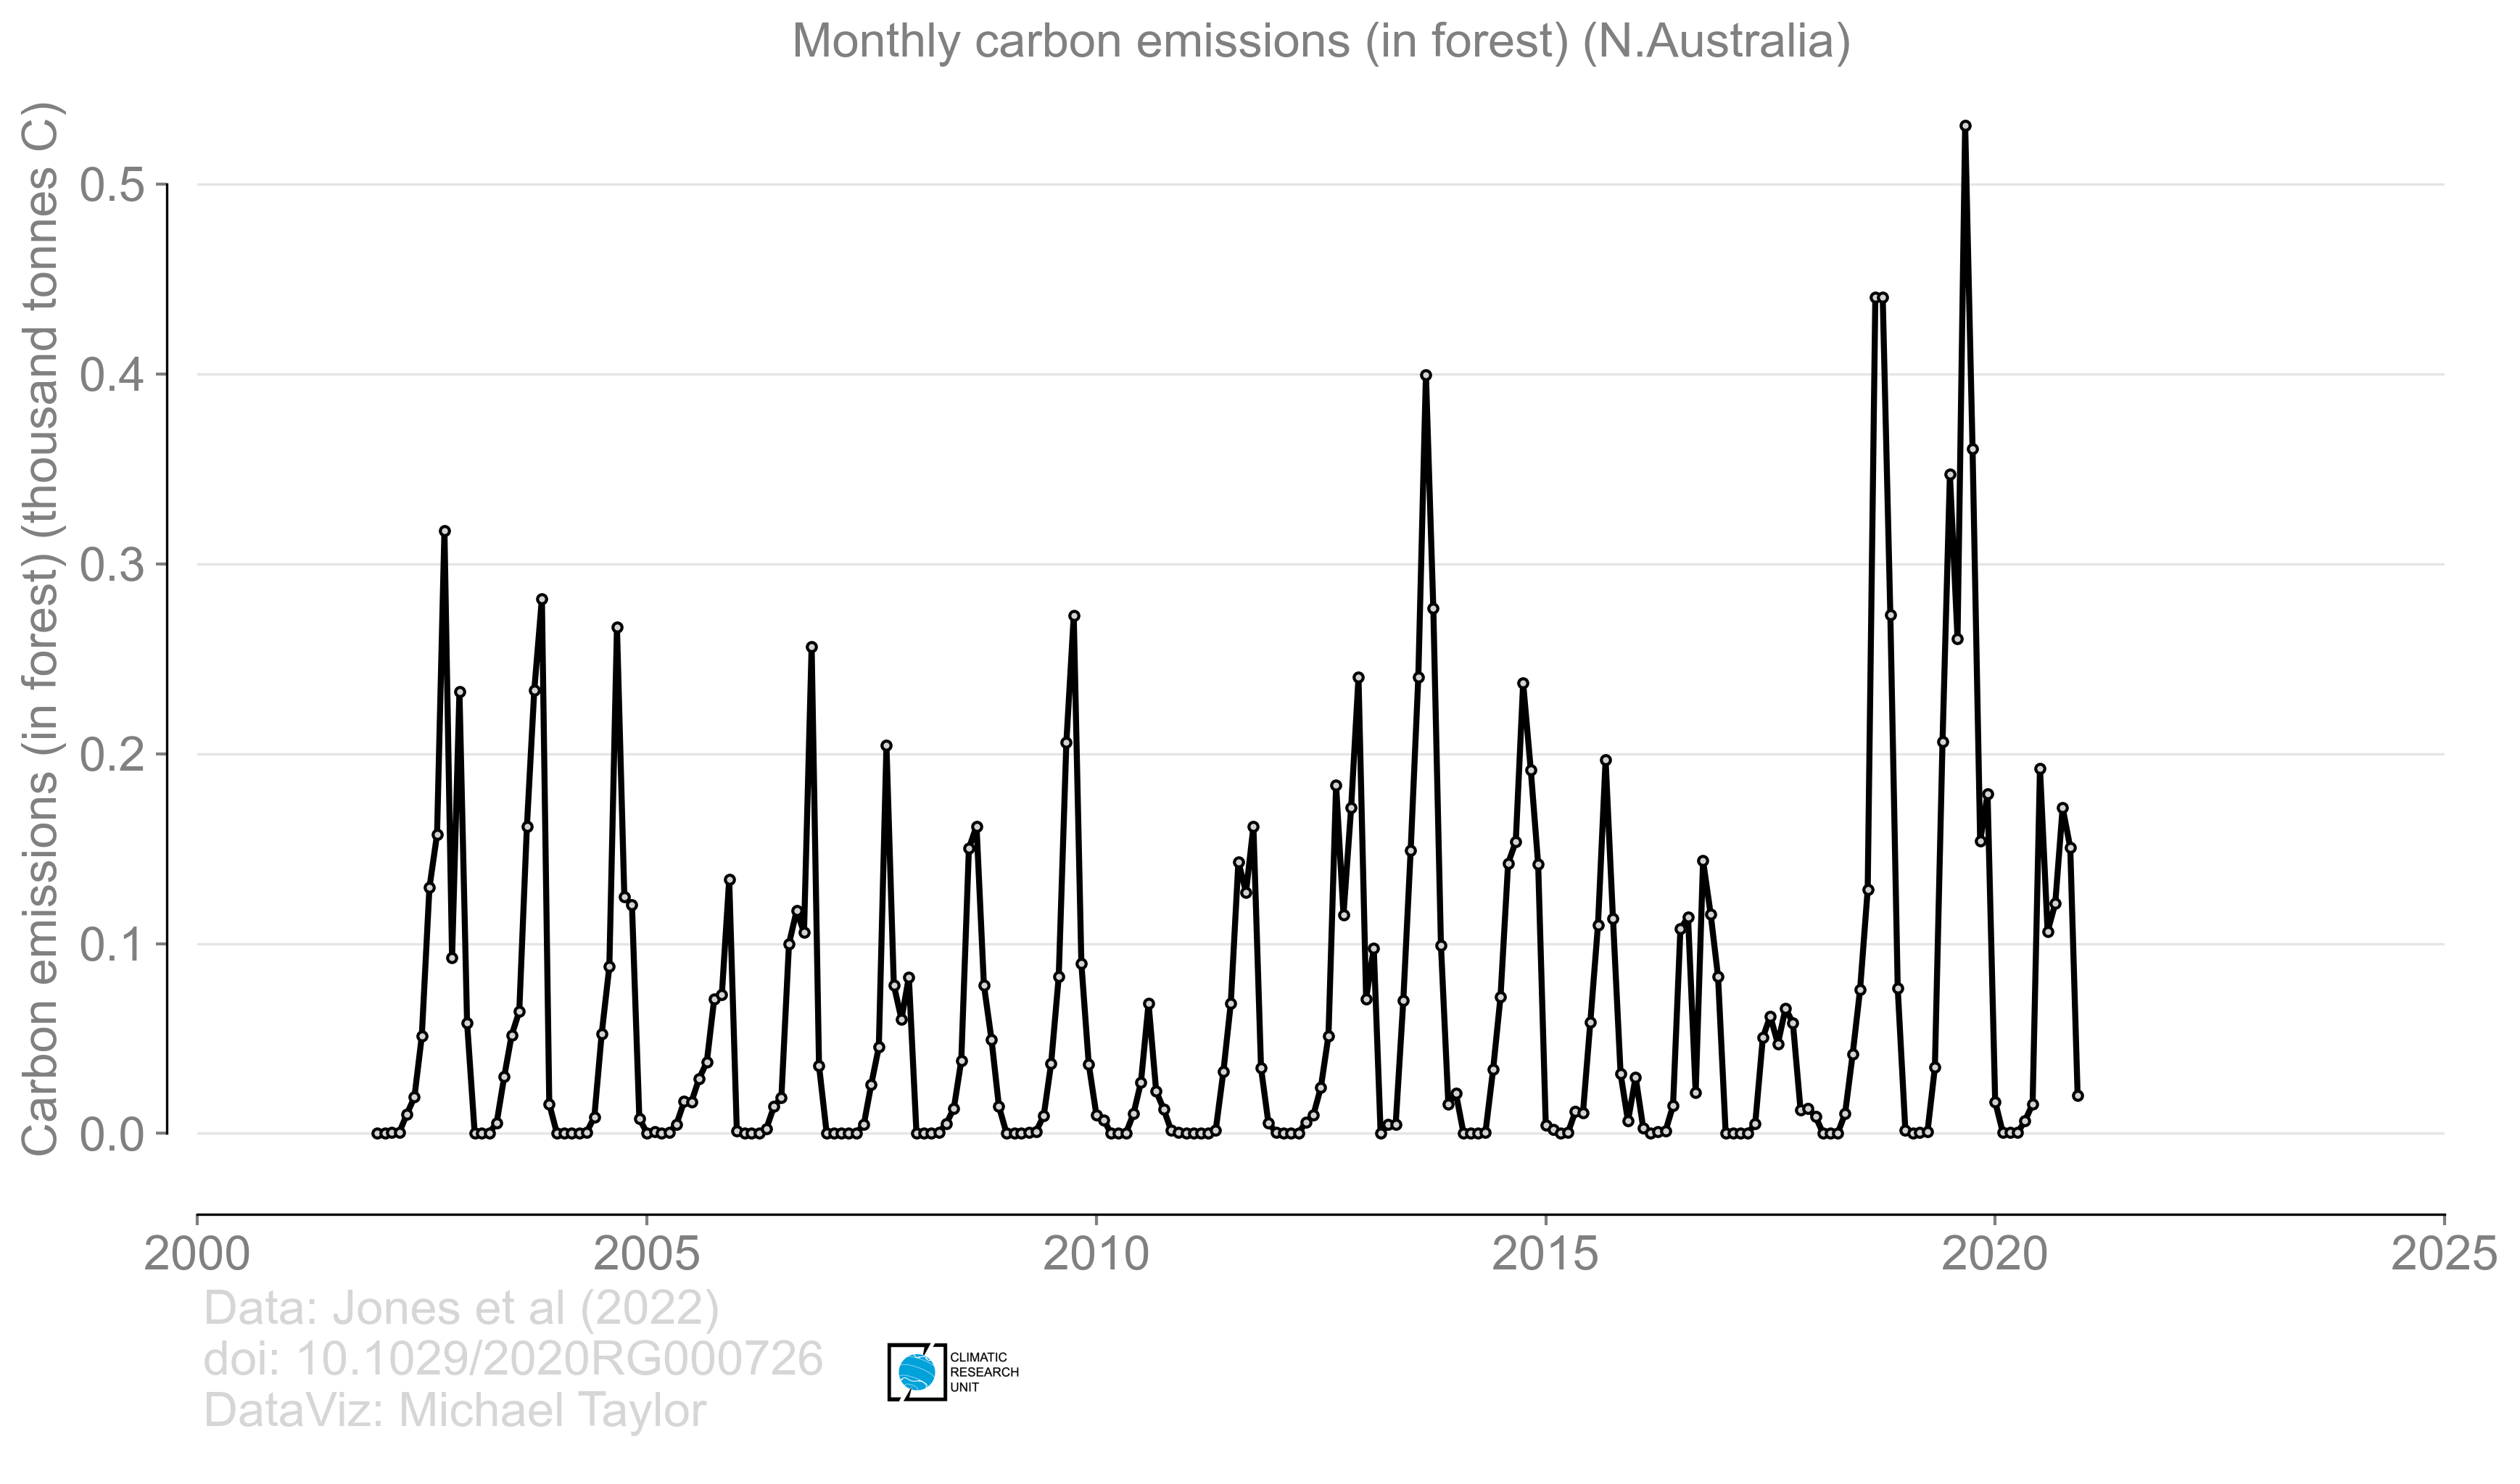 Monthly carbon emissions (in forest) (N.Australia)
Carbon emissions (in forest) (thousand tonnes C)
0.5
0.4
0.3
0.2
0.1
0.0
2000
2005
2010
2015
2020
2025
Data: Jones et al (2022)
doi: 10.1029/2020RG000726
DataViz: Michael Taylor
CLIMATIC
RESEARCH
UNIT